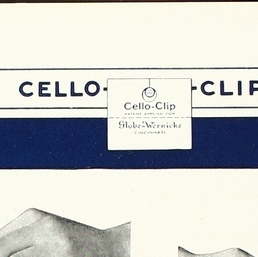 CELLO- -CLIP
Cello-Clip
PATENT APPLIED FOR
Globe-Wernicke
CINCINNATI